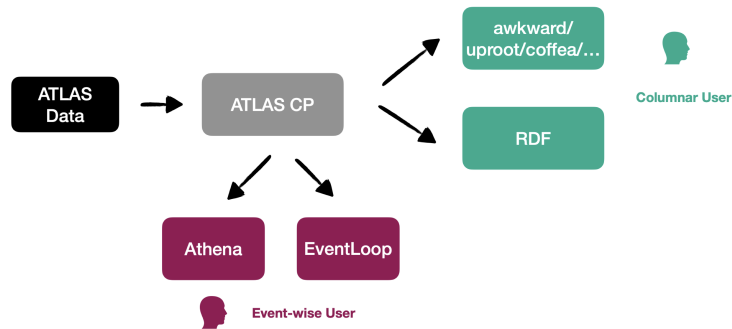 awkward/
uproot/coffea/...
Columnar User
ATLAS
Data
ATLAS CP
RDF
Athena
EventLoop
Event-wise User